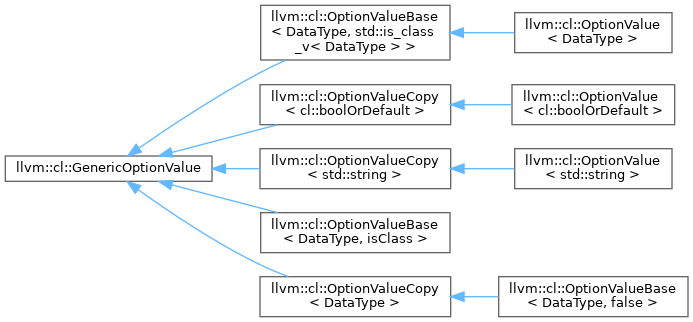 llvm::cl::OptionValueBase
< DataType, std::is_class
_v< DataType > >
llvm::cl::OptionValue
< DataType >
llvm::cl::OptionValueCopy
< cl::boolOrDefault >
llvm::cl::OptionValue
< cl::boolOrDefault >
llvm::cl::GenericOptionValue
llvm::cl::OptionValueCopy
< std::string >
llvm::cl::OptionValue
< std::string >
llvm::cl::OptionValueBase
< DataType, isClass >
llvm::cl::OptionValueCopy
< DataType >
llvm::cl::OptionValueBase
< DataType, false >